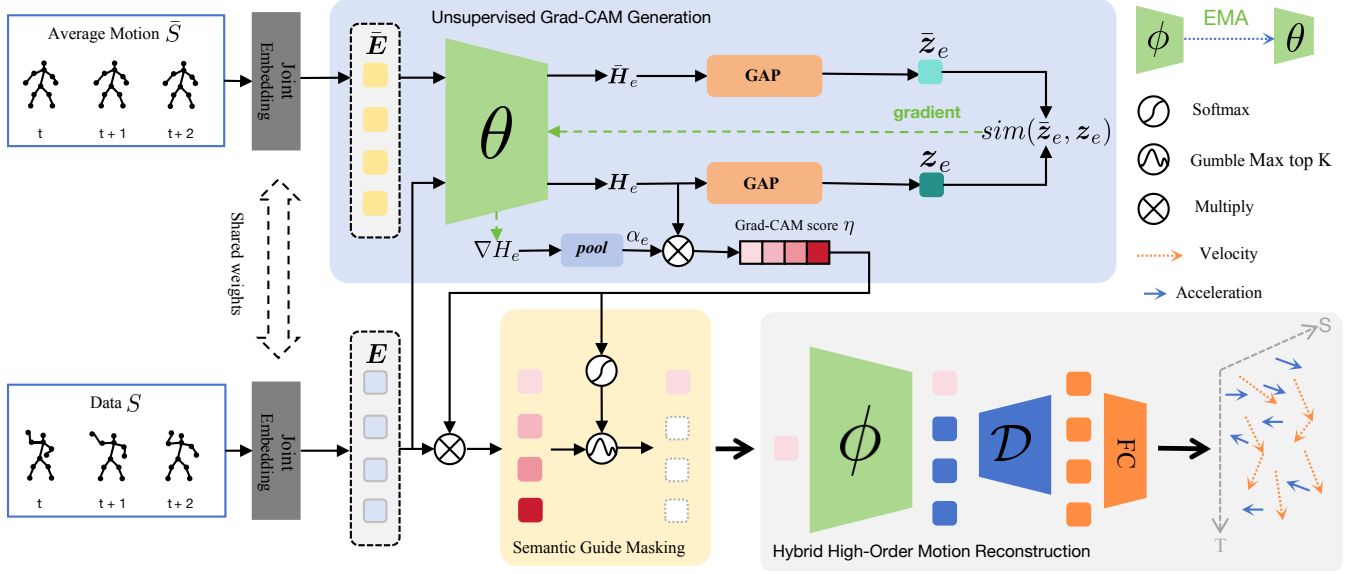 Unsupervised Grad-CAM Generation
Average Motion S̄
t
t + 1
t + 2
Joint
Embedding
Ē
θ
H̄ₑ
GAP
z̄ₑ
gradient
sim(z̄ₑ, zₑ)
Hₑ
GAP
zₑ
∇Hₑ
pool
αₑ
Grad-CAM score η
ϕ
EMA
θ
Softmax
Gumble Max top K
Multiply
Velocity
Acceleration
Shared weights
Data S
t
t + 1
t + 2
Joint
Embedding
E
Semantic Guide Masking
ϕ
D
FC
S
T
Hybrid High-Order Motion Reconstruction